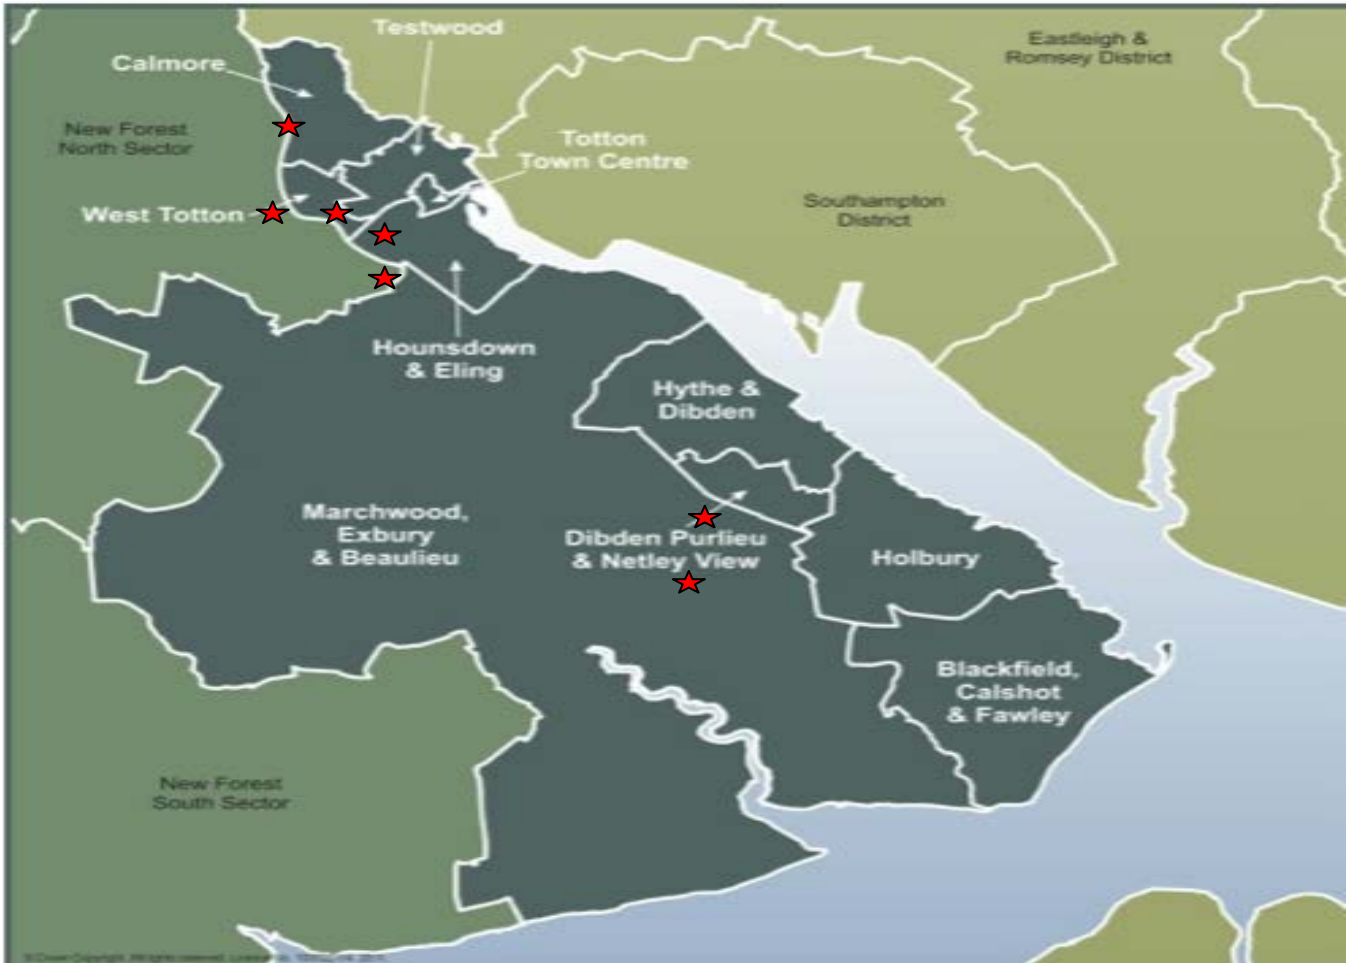 Testwood
Calmore
Eastleigh &
Romsey District
New Forest
North Sector
Totton
Town Centre
West Totton
Southampton
District
Hounsdown
& Eling
Hythe &
Dibden
Marchwood,
Exbury
& Beaulieu
Dibden Purlieu
& Netley View
Holbury
Blackfield,
Calshot
& Fawley
New Forest
South Sector